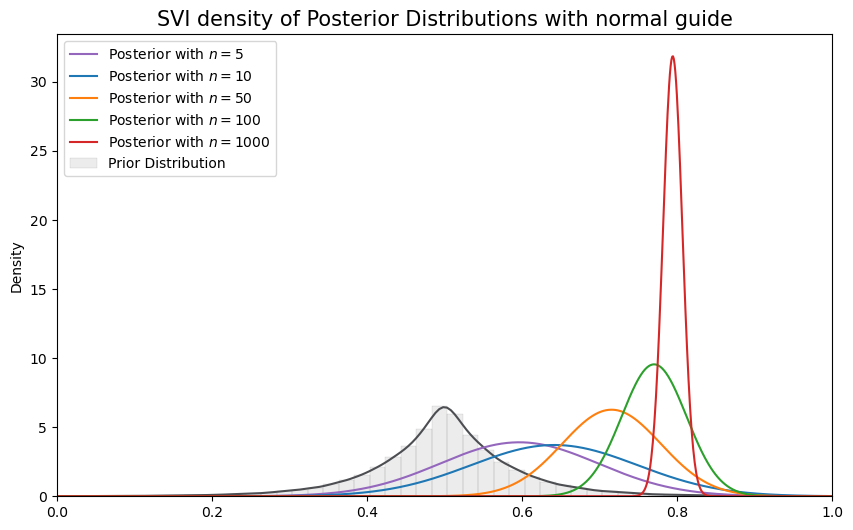 SVI density of Posterior Distributions with normal guide
Posterior with n = 5
Posterior with n = 10
Posterior with n = 50
Posterior with n = 100
Posterior with n = 1000
Prior Distribution
Density
30
25
20
15
10
5
0
0.0 0.2 0.4 0.6 0.8 1.0